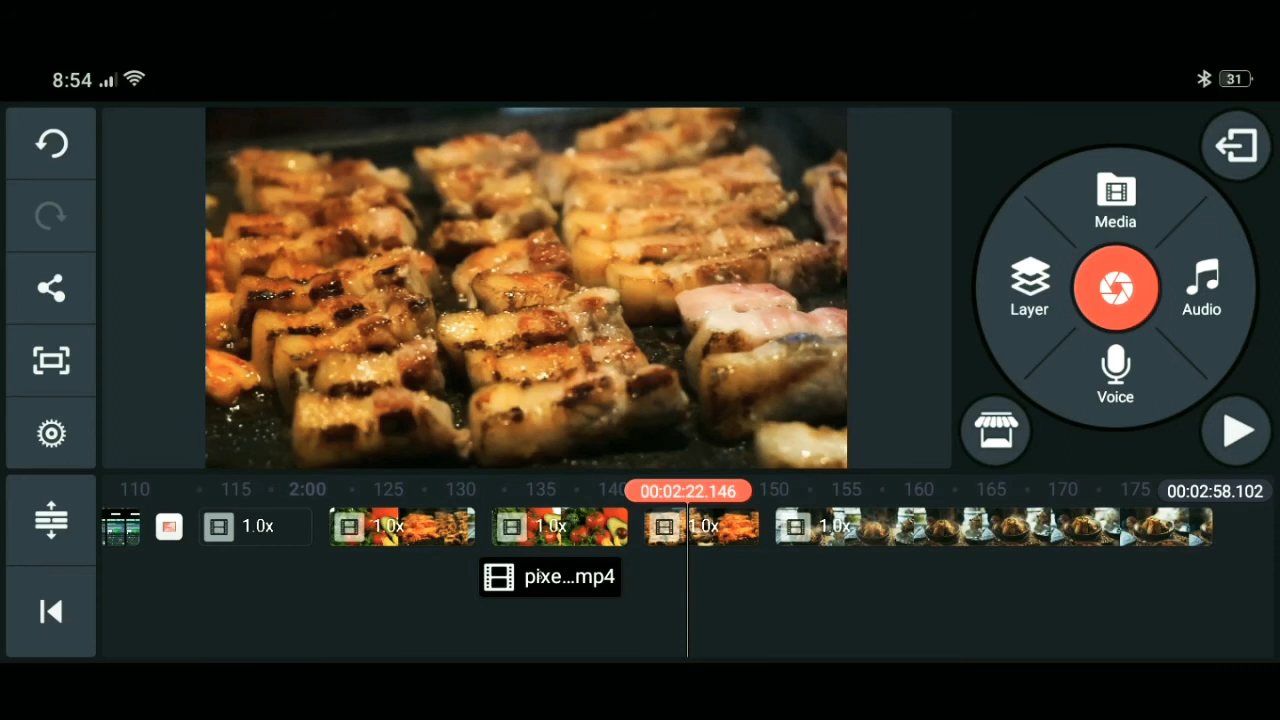 8:54
31
Media
Layer
Audio
Voice
110 115 2:00 125 130 135 140 00:02:22.146 150 155 160 165 170 175 00:02:58.102
1.0x 1.0x 1.0x 1.0x 1.0x
pixe...mp4